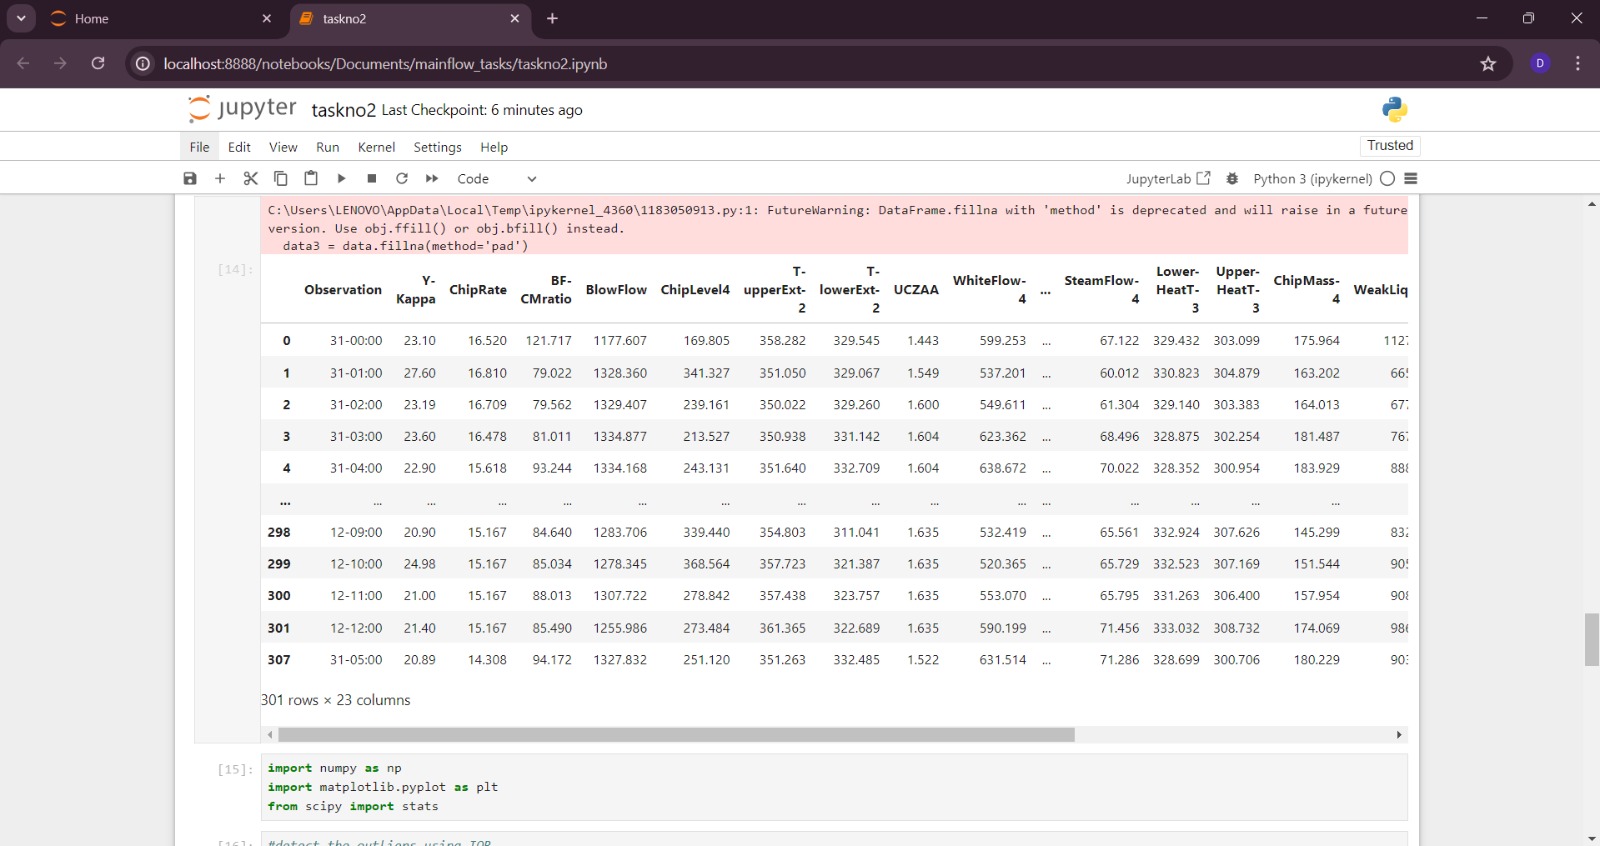 Home
taskno2
localhost:8888/notebooks/Documents/mainflow_tasks/taskno2.ipynb
D
jupyter taskno2 Last Checkpoint: 6 minutes ago
File Edit View Run Kernel Settings Help
Trusted
Code
JupyterLab
Python 3 (ipykernel)
C:\Users\LENOVO\AppData\Local\Temp\ipykernel_4360\1183050913.py:1: FutureWarning: DataFrame.fillna with 'method' is deprecated and will raise in a future
version. Use obj.ffill() or obj.bfill() instead.
data3 = data.fillna(method='pad')
[14]:
Observation Y-Kappa ChipRate BF-CMratio BlowFlow ChipLevel4 T-upperExt-2 T-lowerExt-2 UCZAA WhiteFlow-4 ... SteamFlow-4 Lower-HeatT-3 Upper-HeatT-3 ChipMass-4 WeakLiq
0 31-00:00 23.10 16.520 121.717 1177.607 169.805 358.282 329.545 1.443 599.253 ... 67.122 329.432 303.099 175.964 1127
1 31-01:00 27.60 16.810 79.022 1328.360 341.327 351.050 329.067 1.549 537.201 ... 60.012 330.823 304.879 163.202 665
2 31-02:00 23.19 16.709 79.562 1329.407 239.161 350.022 329.260 1.600 549.611 ... 61.304 329.140 303.383 164.013 677
3 31-03:00 23.60 16.478 81.011 1334.877 213.527 350.938 331.142 1.604 623.362 ... 68.496 328.875 302.254 181.487 767
4 31-04:00 22.90 15.618 93.244 1334.168 243.131 351.640 332.709 1.604 638.672 ... 70.022 328.352 300.954 183.929 888
... ... ... ... ... ... ... ... ... ... ... ... ... ... ... ...
298 12-09:00 20.90 15.167 84.640 1283.706 339.440 354.803 311.041 1.635 532.419 ... 65.561 332.924 307.626 145.299 832
299 12-10:00 24.98 15.167 85.034 1278.345 368.564 357.723 321.387 1.635 520.365 ... 65.729 332.523 307.169 151.544 905
300 12-11:00 21.00 15.167 88.013 1307.722 278.842 357.438 323.757 1.635 553.070 ... 65.795 331.263 306.400 157.954 908
301 12-12:00 21.40 15.167 85.490 1255.986 273.484 361.365 322.689 1.635 590.199 ... 71.456 333.032 308.732 174.069 986
307 31-05:00 20.89 14.308 94.172 1327.832 251.120 351.263 332.485 1.522 631.514 ... 71.286 328.699 300.706 180.229 903
301 rows × 23 columns
[15]:
import numpy as np
import matplotlib.pyplot as plt
from scipy import stats
[16]:
#detect the outliers using IQR